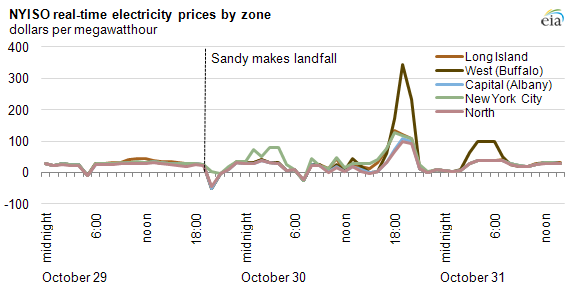 NYISO real-time electricity prices by zone
dollars per megawatthour
eia
400
300
200
100
0
-100
Sandy makes landfall
Long Island
West (Buffalo)
Capital (Albany)
New York City
North
midnight
6:00
noon
18:00
midnight
6:00
noon
18:00
midnight
6:00
noon
October 29
October 30
October 31